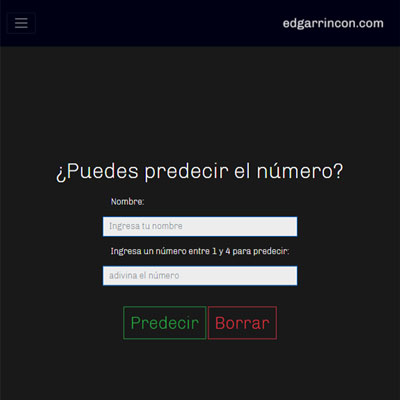 edgarrincon.com
¿Puedes predecir el número?
Nombre:
Ingresa tu nombre
Ingresa un número entre 1 y 4 para predecir:
adivina el número
Predecir Borrar